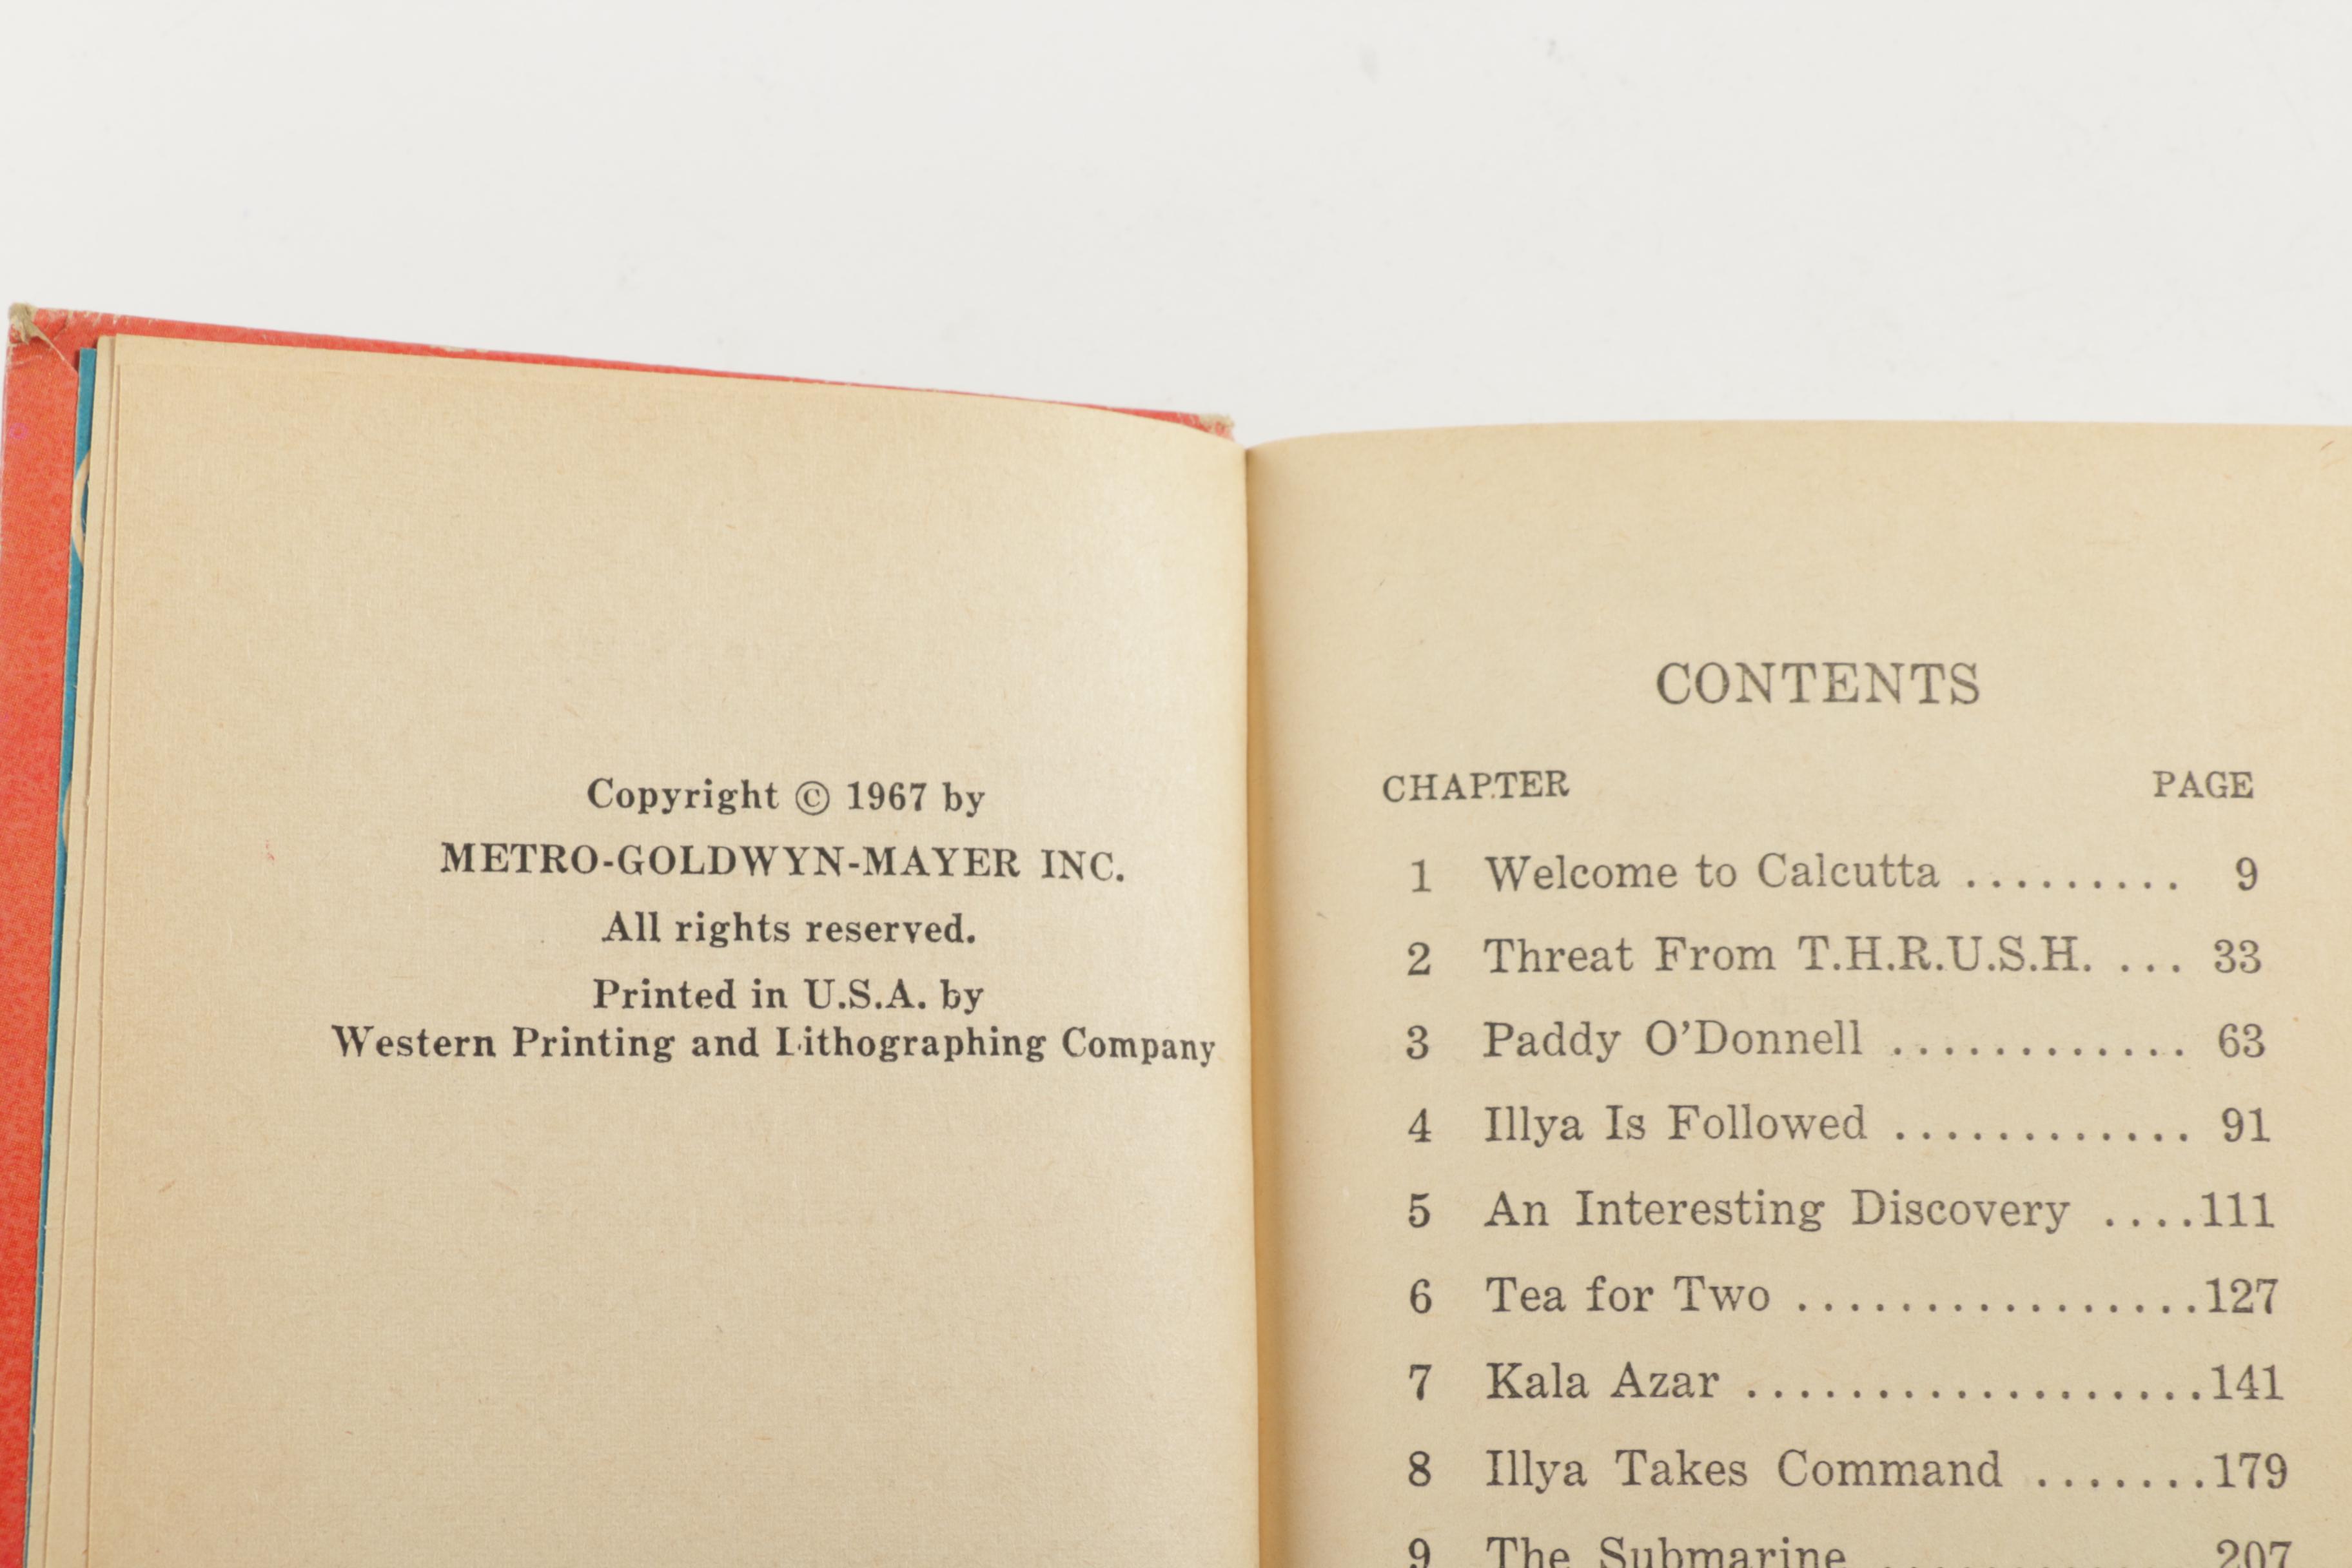 Copyright © 1967 by
METRO-GOLDWYN-MAYER INC.
All rights reserved.
Printed in U.S.A. by
Western Printing and Lithographing Company
CONTENTS
CHAPTER PAGE
1 Welcome to Calcutta ......... 9
2 Threat From T.H.R.U.S.H. ... 33
3 Paddy O'Donnell ............ 63
4 Illya Is Followed ............ 91
5 An Interesting Discovery ....111
6 Tea for Two ................127
7 Kala Azar ..................141
8 Illya Takes Command .......179
9 The Submarine ............207